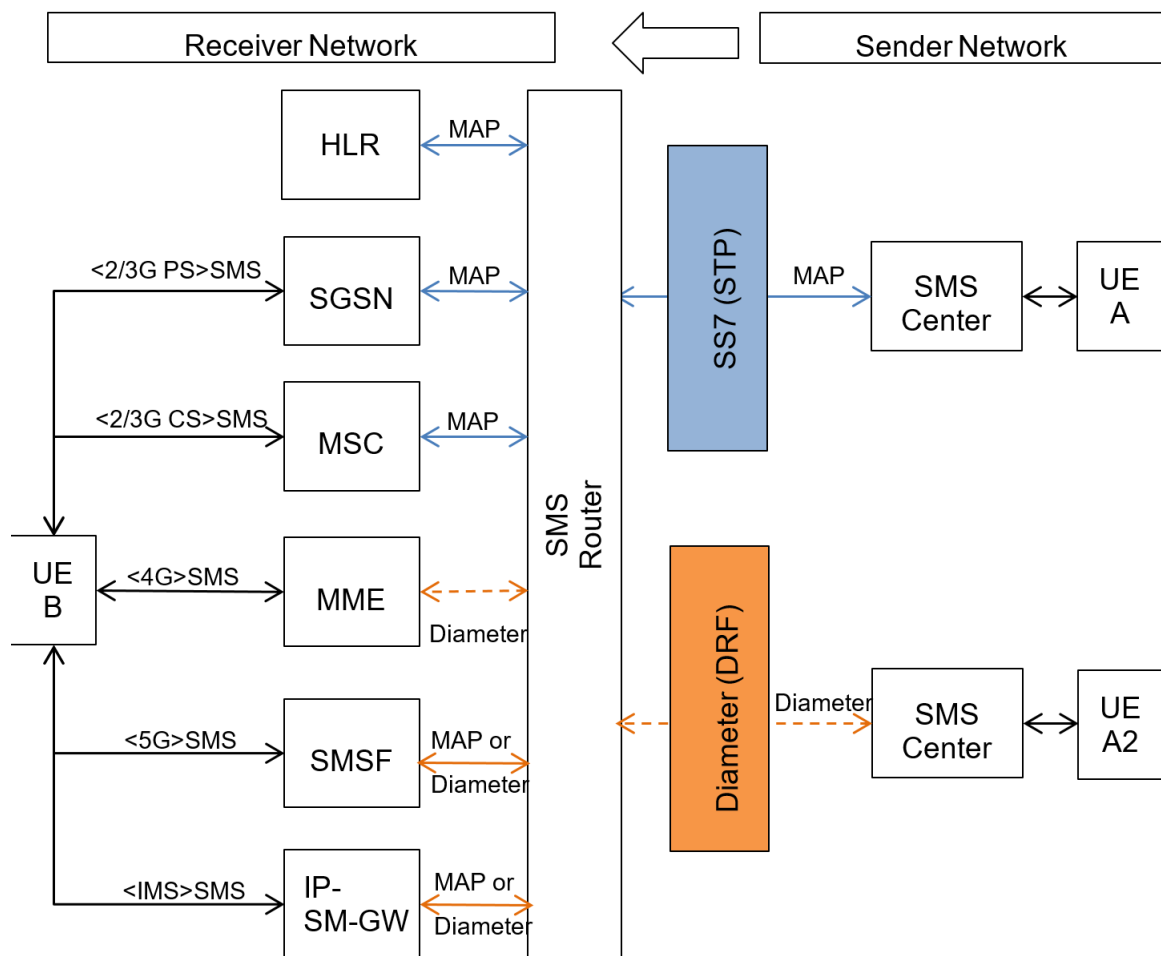 Receiver Network
Sender Network
HLR
MAP
<2/3G PS>SMS
SGSN
MAP
SS7 (STP)
MAP
SMS
Center
UE
A
<2/3G CS>SMS
MSC
MAP
SMS
Router
UE
B
<4G>SMS
MME
Diameter
Diameter (DRF)
Diameter
SMS
Center
UE
A2
<5G>SMS
SMSF
MAP or
Diameter
<IMS>SMS
IP-
SM-GW
MAP or
Diameter